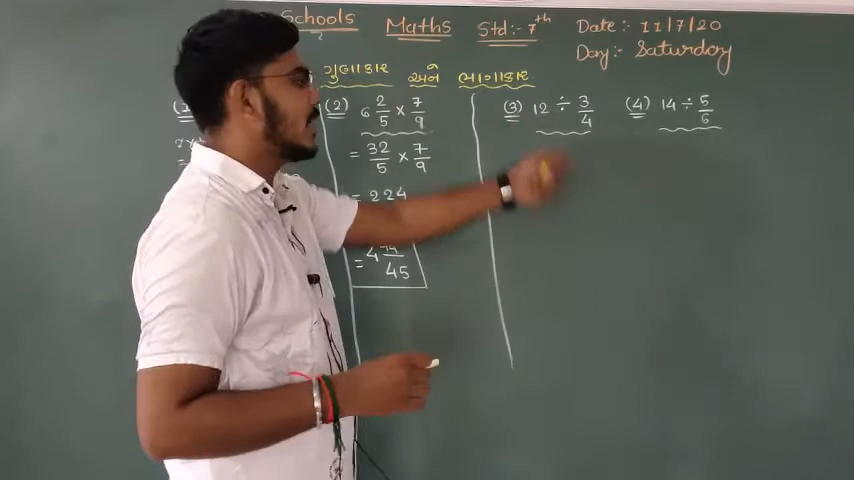 Schools Maths Std:- 7th Date : 11/7/20
Day : Saturday
ગુણાકાર અને ભાગાકાર
(2) 6 2/5 × 7/9
= 32/5 × 7/9
= 224
= 4 44/45
(3) 12 ÷ 3/4
(4) 14 ÷ 5/6